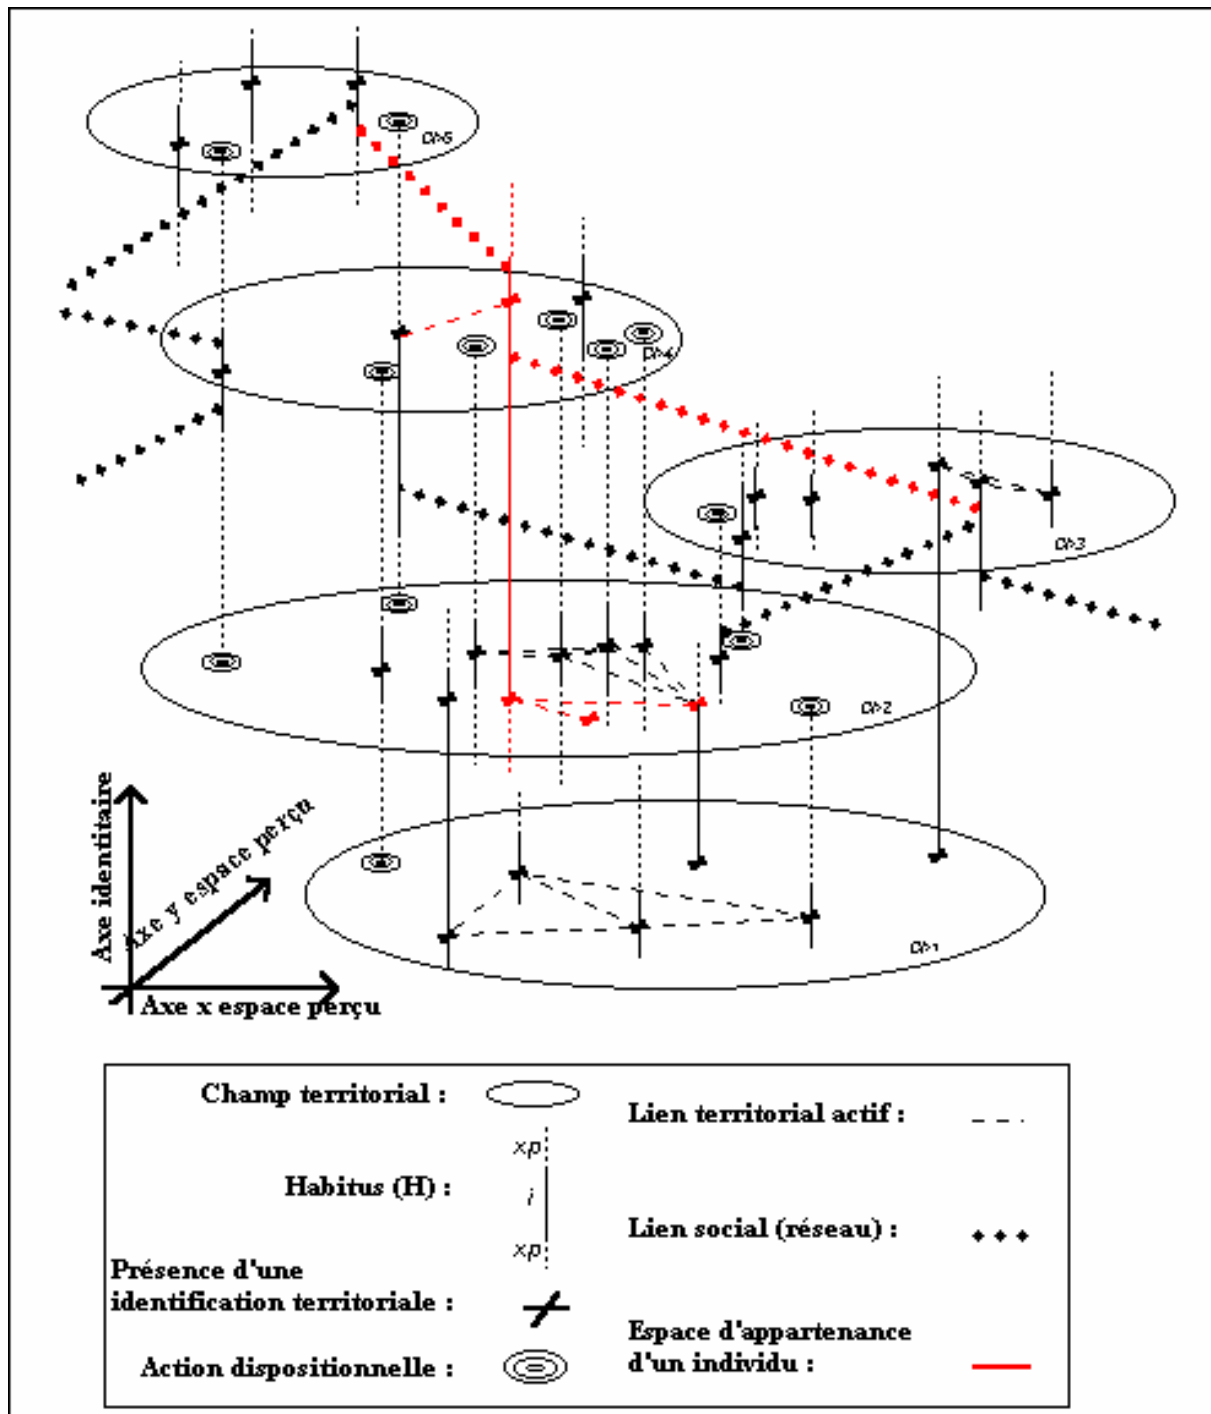 Ch5
Ch4
Ch3
Ch2
Ch1
Axe identitaire
Axe y espace perçu
Axe x espace perçu
Champ territorial :
Habitus (H) :
xp
i
xp
Présence d'une
identification territoriale :
Action dispositionnelle :
Lien territorial actif :
Lien social (réseau) :
Espace d'appartenance
d'un individu :